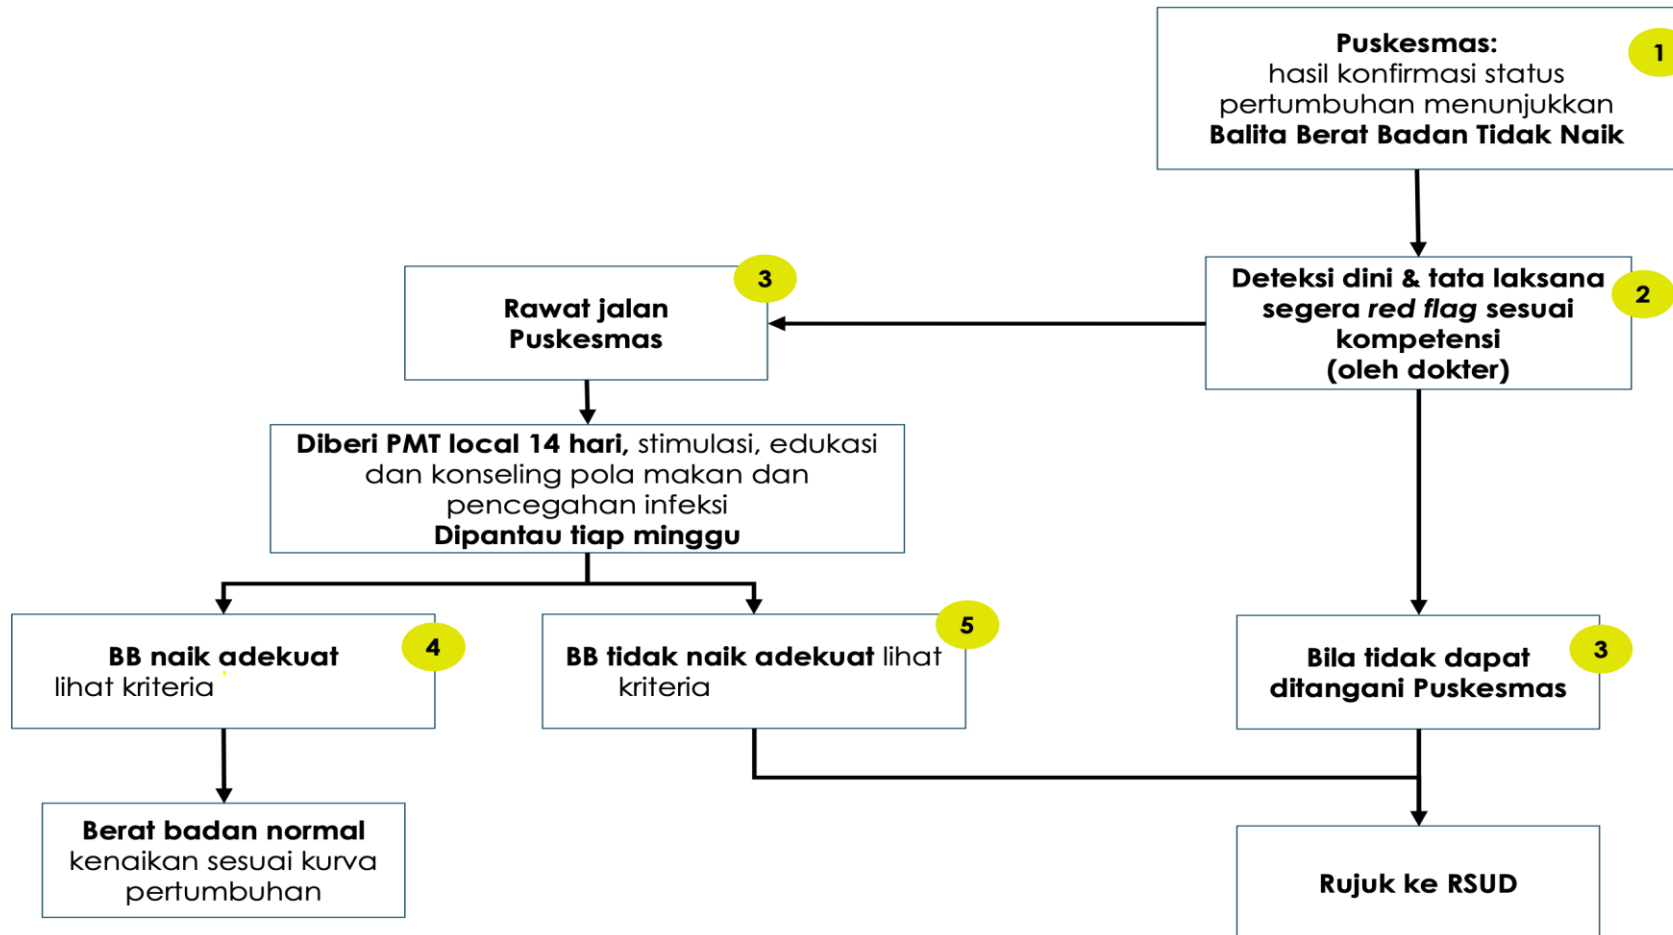 Puskesmas:
hasil konfirmasi status
pertumbuhan menunjukkan
Balita Berat Badan Tidak Naik
1
Deteksi dini & tata laksana
segera red flag sesuai
kompetensi
(oleh dokter)
2
Rawat jalan
Puskesmas
3
Diberi PMT local 14 hari, stimulasi, edukasi
dan konseling pola makan dan
pencegahan infeksi
Dipantau tiap minggu
BB naik adekuat
lihat kriteria
4
BB tidak naik adekuat lihat
kriteria
5
Bila tidak dapat
ditangani Puskesmas
3
Berat badan normal
kenaikan sesuai kurva
pertumbuhan
Rujuk ke RSUD